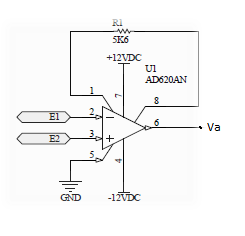 R1
5K6
+12VDC
U1
AD620AN
1
7
8
E1
2
−
6
Va
E2
3
+
5
4
GND
-12VDC